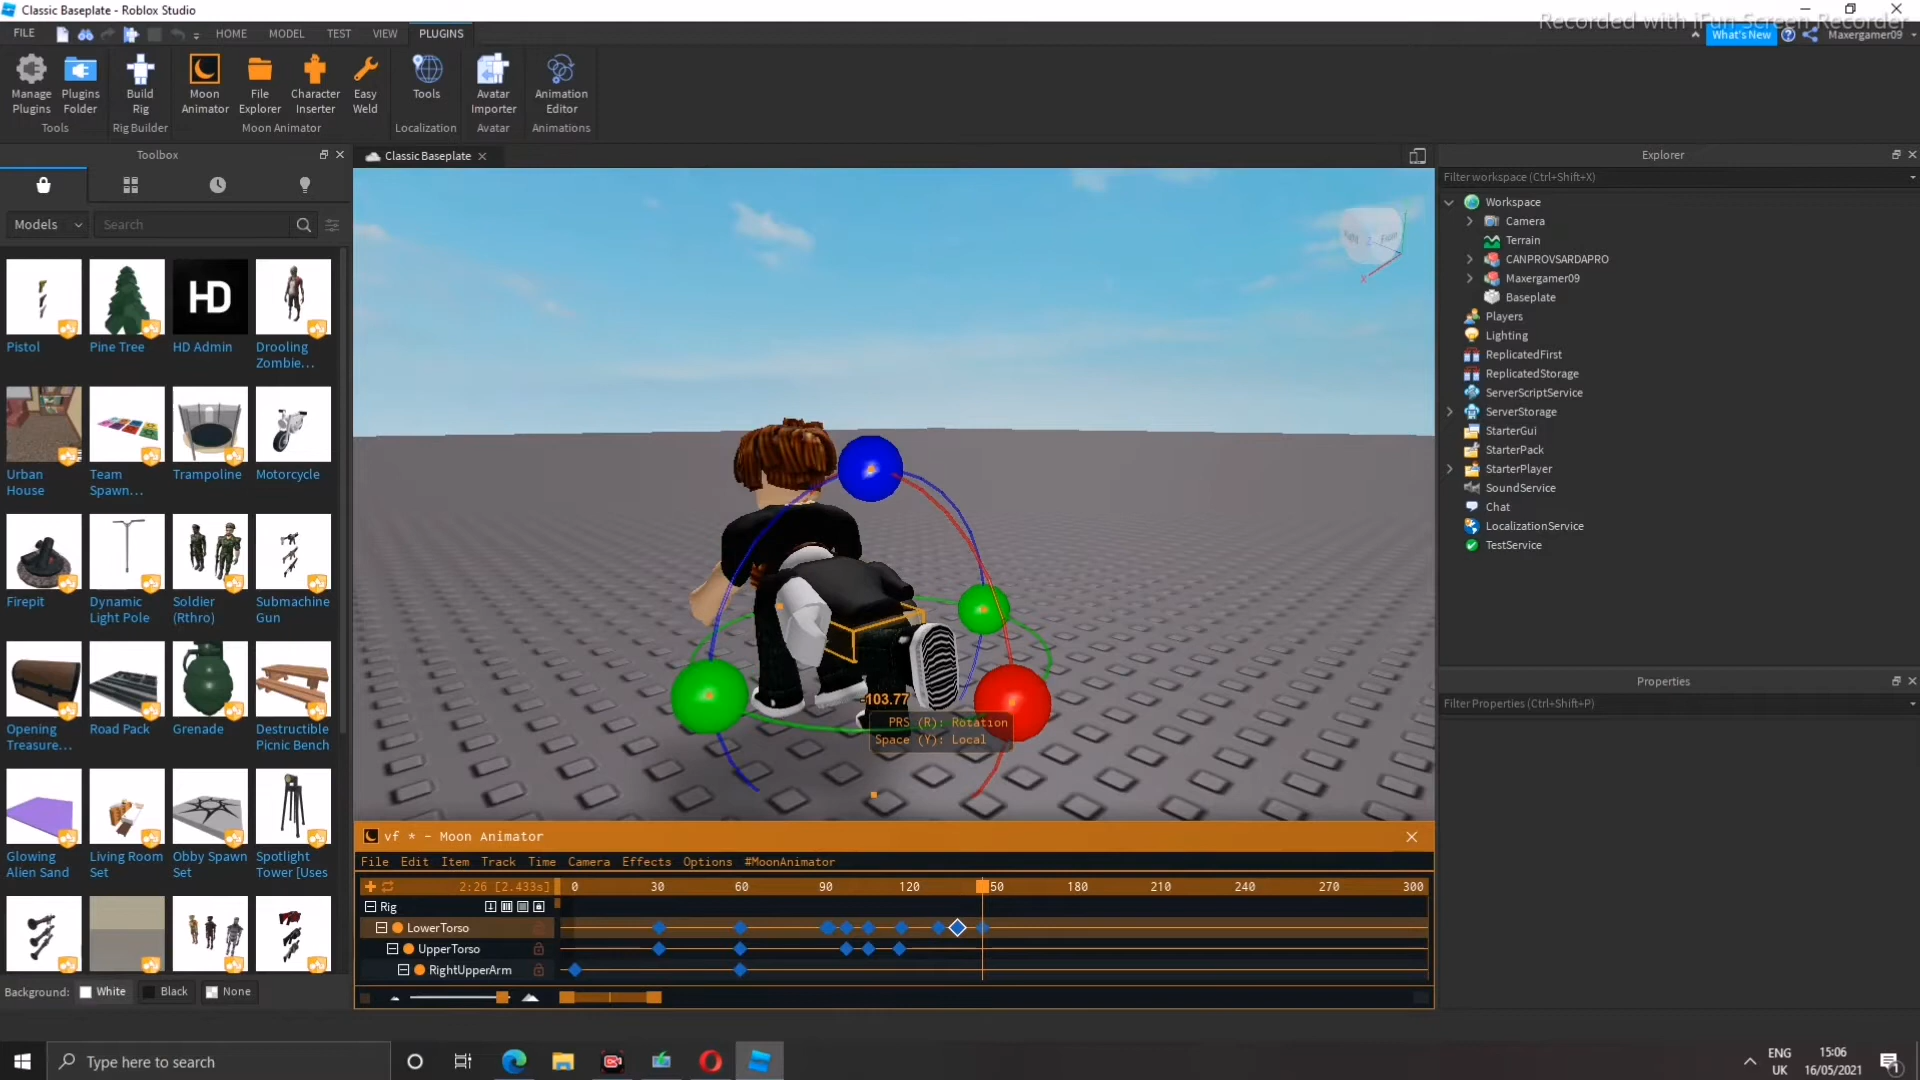 Classic Baseplate - Roblox Studio
Recorded with iFun Screen Recorder
FILE
HOME
MODEL
TEST
VIEW
PLUGINS
What's New
Maxergamer09
Manage Plugins
Plugins Folder
Build Rig
Moon Animator
File Explorer
Character Inserter
Easy Weld
Tools
Avatar Importer
Animation Editor
Tools
Rig Builder
Moon Animator
Localization
Avatar
Animations
Toolbox
Classic Baseplate
Explorer
Filter workspace (Ctrl+Shift+X)
Models
Search
Pistol
Pine Tree
HD
HD Admin
Drooling Zombie...
Urban House
Team Spawn...
Trampoline
Motorcycle
Firepit
Dynamic Light Pole
Soldier (Rthro)
Submachine Gun
Opening Treasure...
Road Pack
Grenade
Destructible Picnic Bench
Glowing Alien Sand
Living Room Set
Obby Spawn Set
Spotlight Tower [Uses
Background:
White
Black
None
Workspace
Camera
Terrain
CANPROVSARDAPRO
Maxergamer09
Baseplate
Players
Lighting
ReplicatedFirst
ReplicatedStorage
ServerScriptService
ServerStorage
StarterGui
StarterPack
StarterPlayer
SoundService
Chat
LocalizationService
TestService
Properties
Filter Properties (Ctrl+Shift+P)
-103.77
PRS (R): Rotation
Space (Y): Local
vf * - Moon Animator
File Edit Item Track Time Camera Effects Options #MoonAnimator
2:26 [2.433s]
0 30 60 90 120 50 180 210 240 270 300
Rig
LowerTorso
UpperTorso
RightUpperArm
Type here to search
ENG
UK
15:06
16/05/2021
1